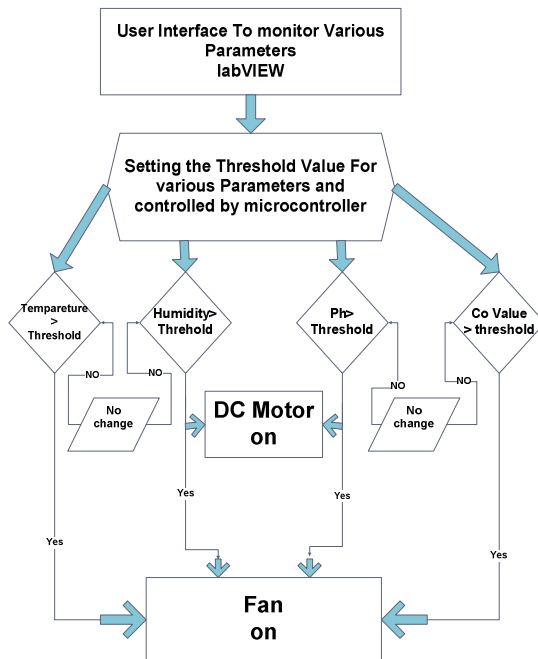 User Interface To monitor Various
Parameters
labVIEW
Setting the Threshold Value For
various Parameters and
controlled by microcontroller
Tempareture
>
Threshold
Humidity>
Threhold
Ph>
Threshold
Co Value
> threshold
NO
NO
NO
NO
No
change
DC Motor
on
No
change
Yes
Yes
Yes
Yes
Fan
on